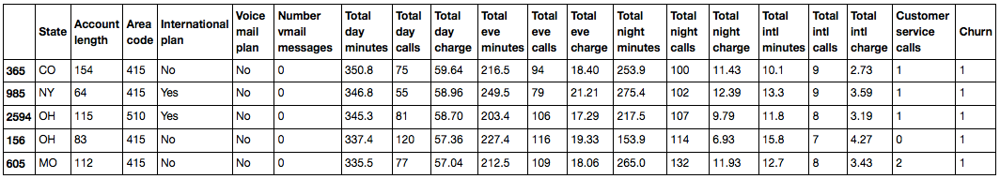 State Account length Area code International plan Voice mail plan Number vmail messages Total day minutes Total day calls Total day charge Total eve minutes Total eve calls Total eve charge Total night minutes Total night calls Total night charge Total intl minutes Total intl calls Total intl charge Customer service calls Churn
365 CO 154 415 No No 0 350.8 75 59.64 216.5 94 18.40 253.9 100 11.43 10.1 9 2.73 1 1
985 NY 64 415 Yes No 0 346.8 55 58.96 249.5 79 21.21 275.4 102 12.39 13.3 9 3.59 1 1
2594 OH 115 510 Yes No 0 345.3 81 58.70 203.4 106 17.29 217.5 107 9.79 11.8 8 3.19 1 1
156 OH 83 415 No No 0 337.4 120 57.36 227.4 116 19.33 153.9 114 6.93 15.8 7 4.27 0 1
605 MO 112 415 No No 0 335.5 77 57.04 212.5 109 18.06 265.0 132 11.93 12.7 8 3.43 2 1